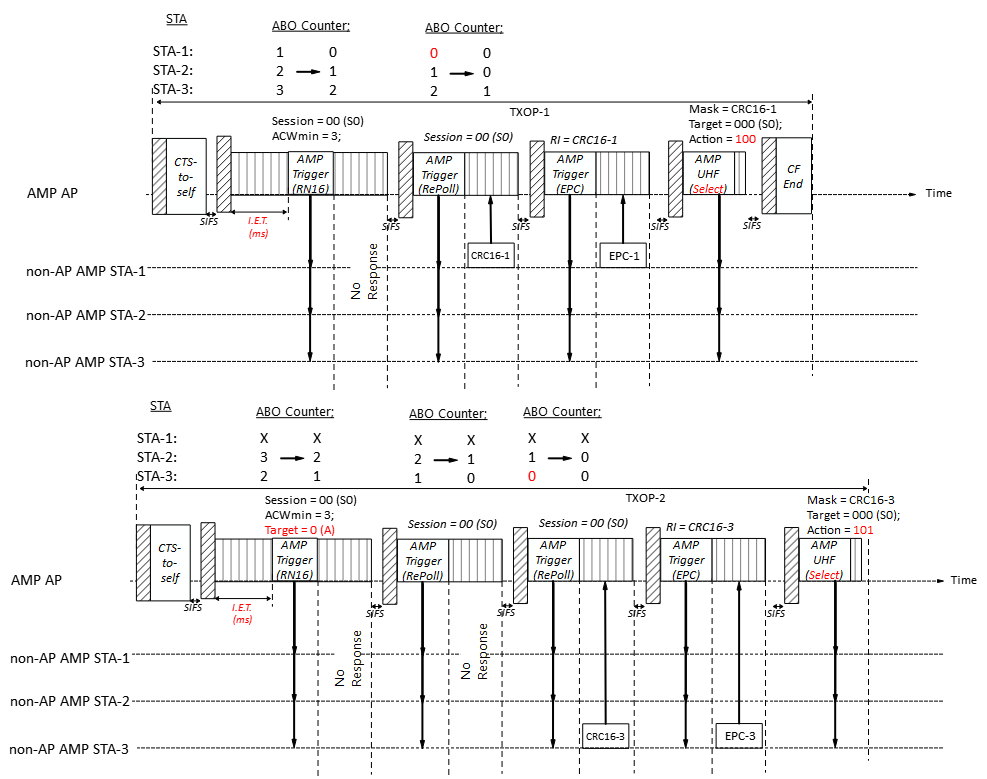 STA
ABO Counter;
ABO Counter;
STA-1:
1
0
0
0
STA-2:
2
1
1
0
STA-3:
3
2
2
1
TXOP-1
Session = 00 (S0)
ACWmin = 3;
Session = 00 (S0)
RI = CRC16-1
Mask = CRC16-1
Target = 000 (S0);
Action = 100
CTS-
to-
self
AMP
Trigger
(RN16)
AMP
Trigger
(RePoll)
AMP
Trigger
(EPC)
AMP
UHF
(Select)
CF
End
AMP AP
Time
SIFS
I.E.T.
(ms)
SIFS
SIFS
SIFS
SIFS
No
Response
CRC16-1
EPC-1
non-AP AMP STA-1
non-AP AMP STA-2
non-AP AMP STA-3
STA
ABO Counter;
ABO Counter;
ABO Counter;
STA-1:
X
X
X
X
X
X
STA-2:
3
2
2
1
1
0
STA-3:
2
1
1
0
0
0
TXOP-2
Session = 00 (S0)
ACWmin = 3;
Target = 0 (A)
Session = 00 (S0)
Session = 00 (S0)
RI = CRC16-3
Mask = CRC16-3
Target = 000 (S0);
Action = 101
CTS-
to-
self
AMP
Trigger
(RN16)
AMP
Trigger
(RePoll)
AMP
Trigger
(RePoll)
AMP
Trigger
(EPC)
AMP
UHF
(Select)
AMP AP
Time
SIFS
I.E.T.
(ms)
SIFS
SIFS
SIFS
SIFS
No
Response
No
Response
non-AP AMP STA-1
non-AP AMP STA-2
non-AP AMP STA-3
CRC16-3
EPC-3